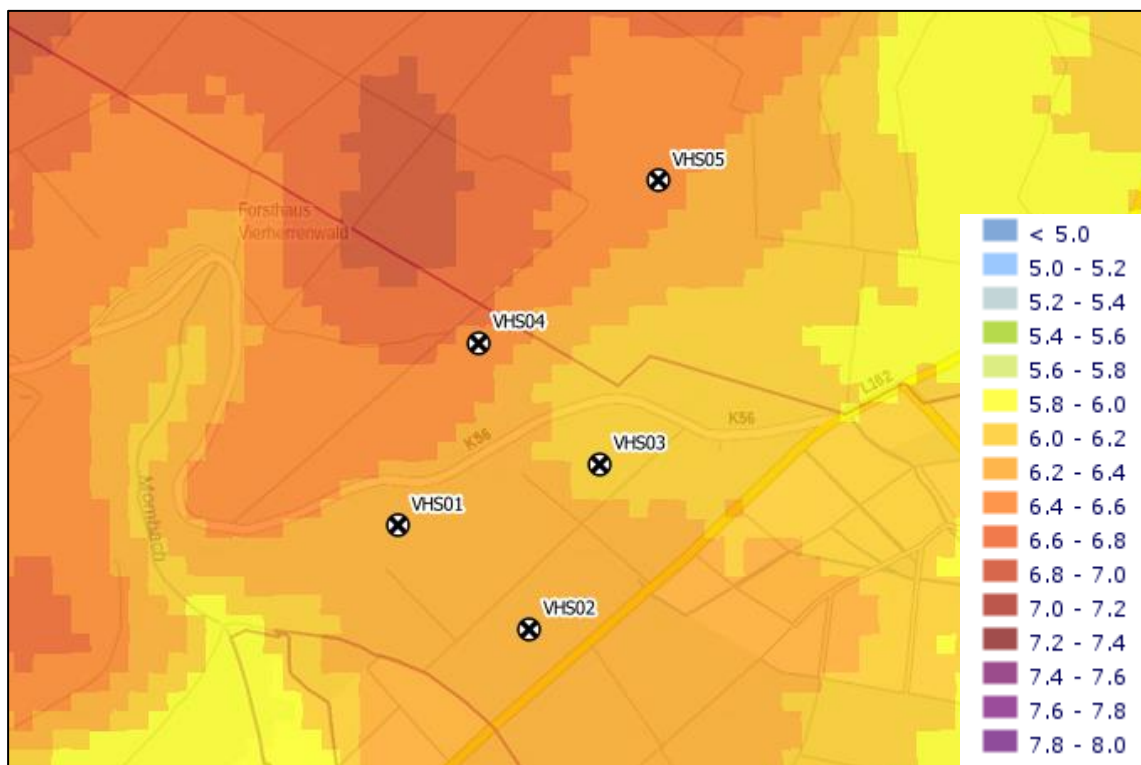 VHS05
Forsthaus
Vierherrenwald
VHS04
K56
K56
L162
VHS03
VHS01
Mombach
VHS02
< 5.0
5.0 - 5.2
5.2 - 5.4
5.4 - 5.6
5.6 - 5.8
5.8 - 6.0
6.0 - 6.2
6.2 - 6.4
6.4 - 6.6
6.6 - 6.8
6.8 - 7.0
7.0 - 7.2
7.2 - 7.4
7.4 - 7.6
7.6 - 7.8
7.8 - 8.0